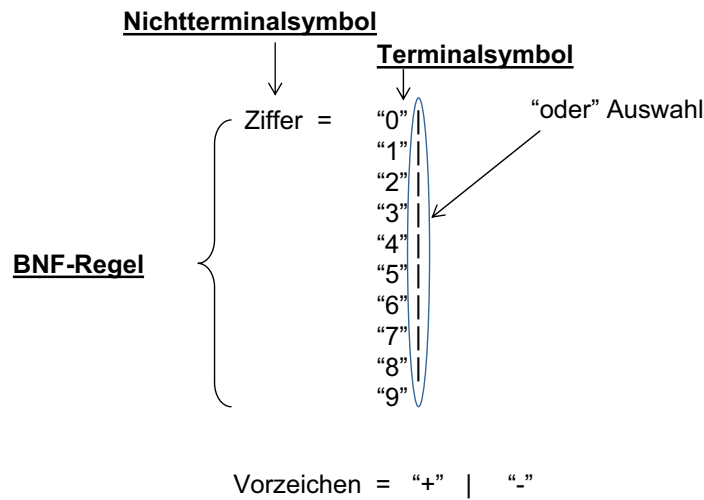 Nichtterminalsymbol
Terminalsymbol
Ziffer = “0” | “oder” Auswahl
“1” |
“2” |
“3” |
“4” |
BNF-Regel
“5” |
“6” |
“7” |
“8” |
“9”
Vorzeichen = “+” | “-”